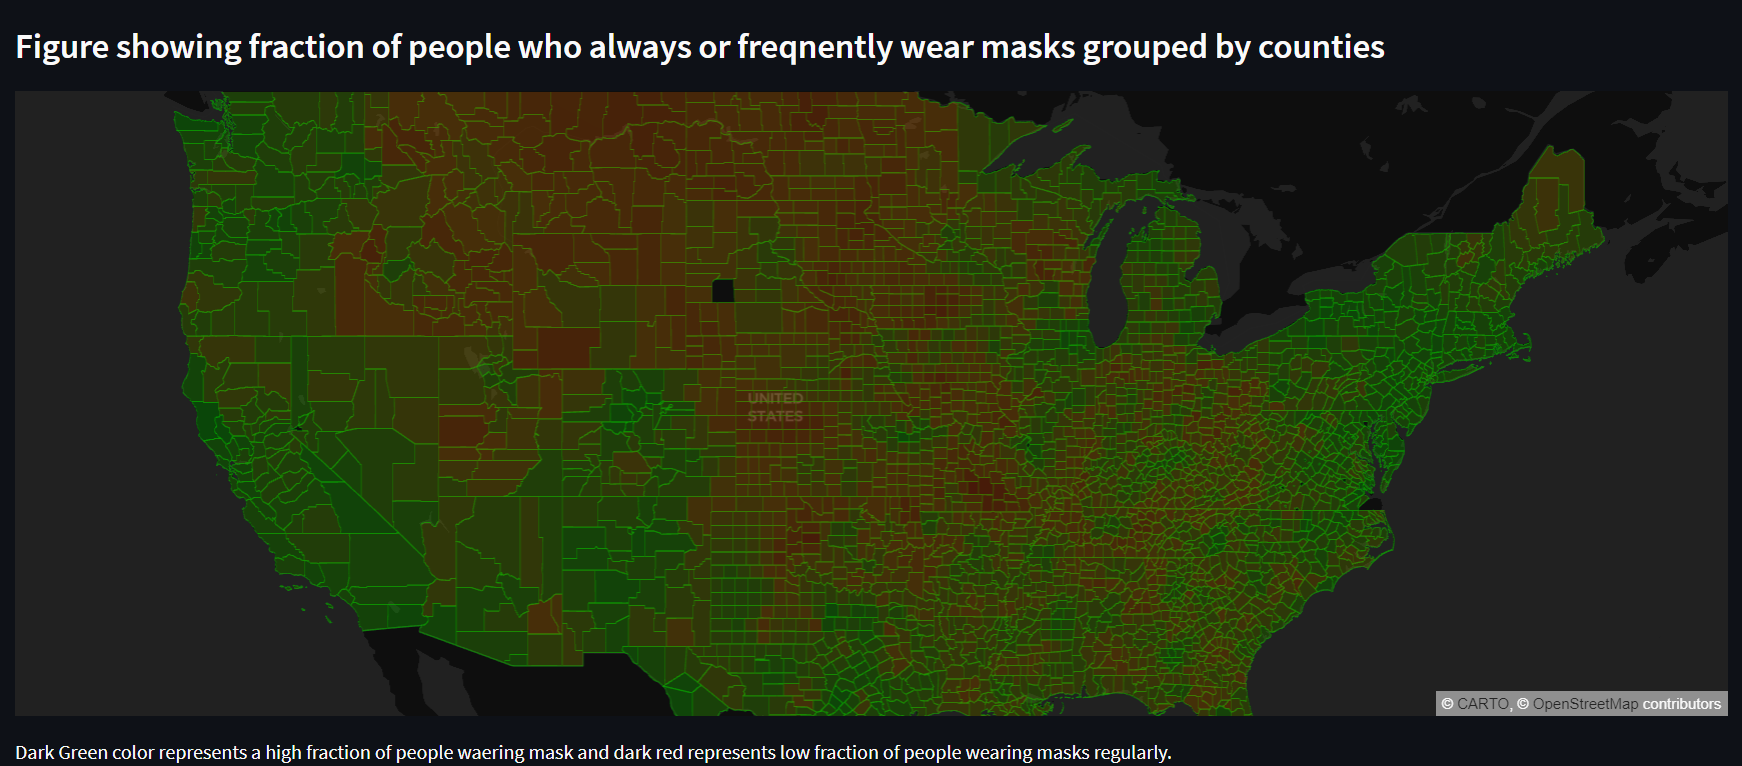 Figure showing fraction of people who always or freqnently wear masks grouped by counties
UNITED
STATES
© CARTO, © OpenStreetMap contributors
Dark Green color represents a high fraction of people waering mask and dark red represents low fraction of people wearing masks regularly.